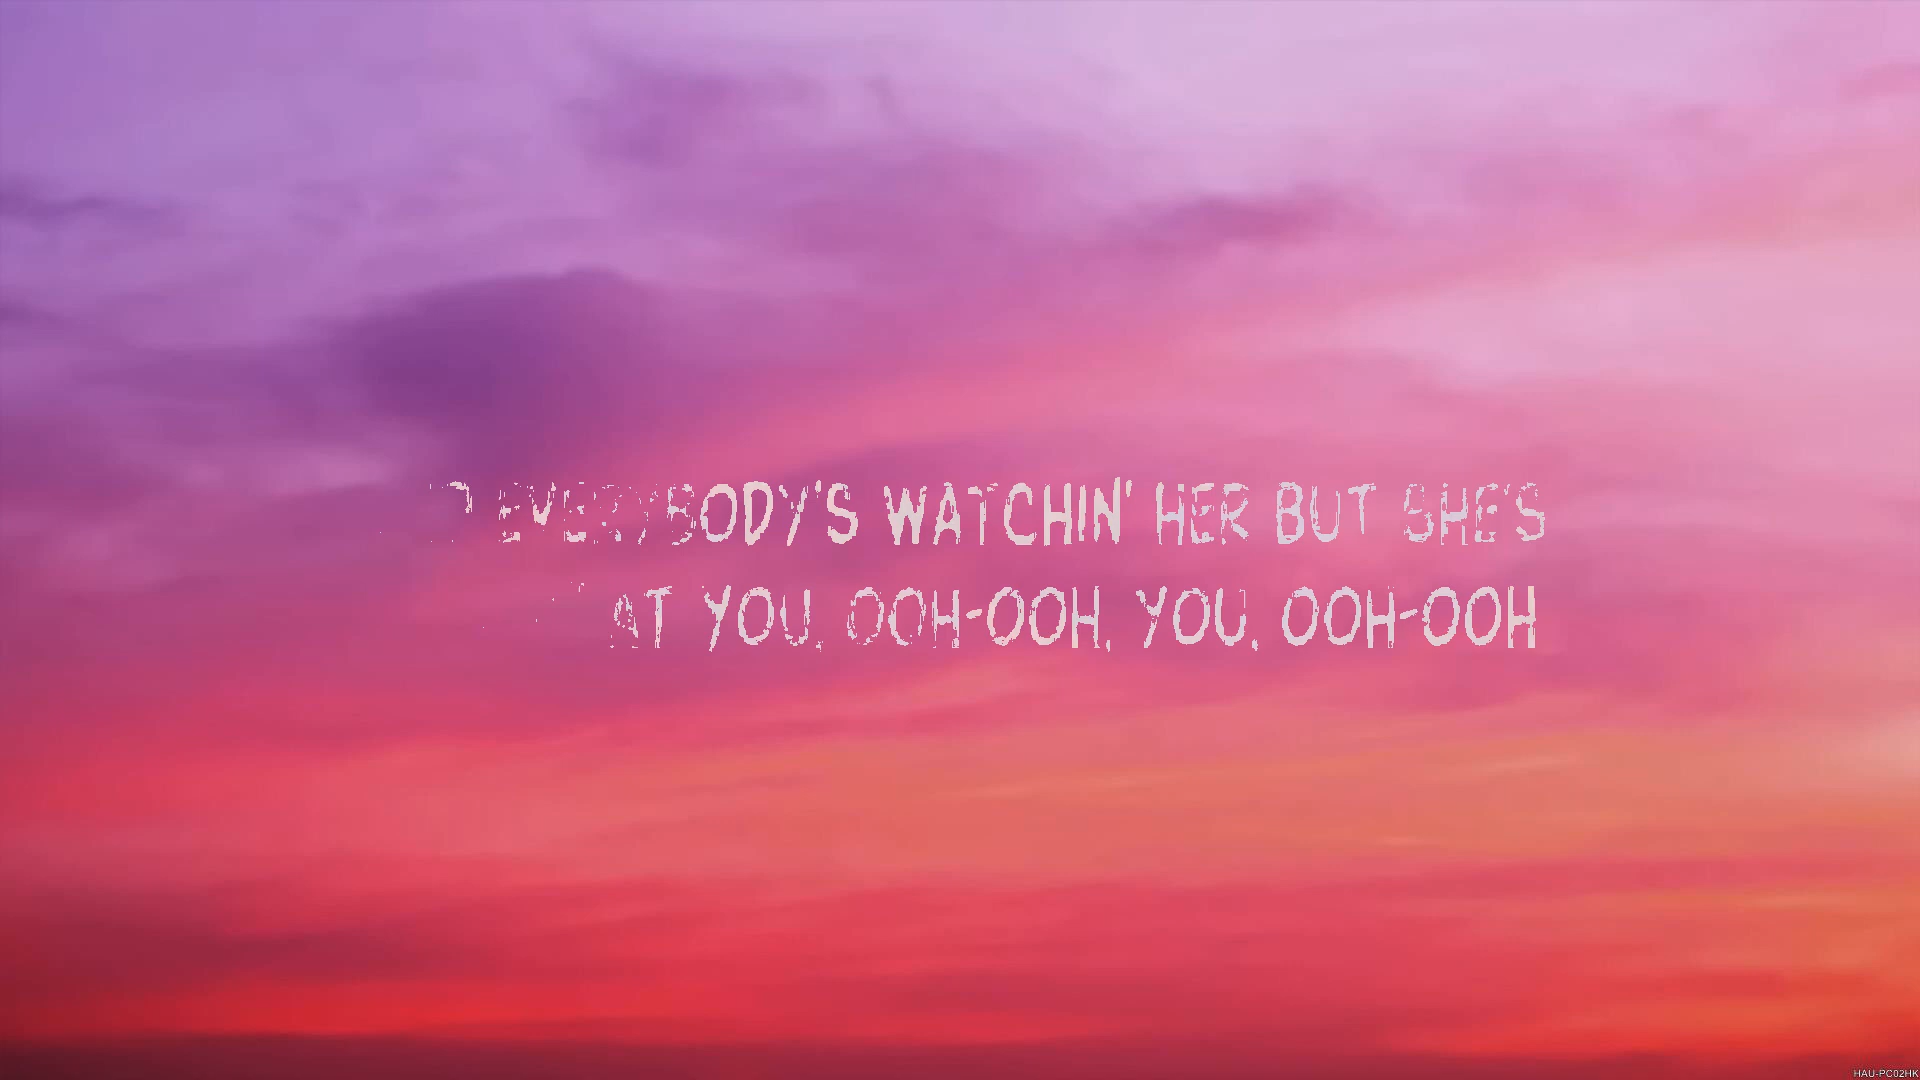 EVERYBODY'S WATCHIN' HER BUT SHE'S
AT YOU, OOH-OOH, YOU, OOH-OOH
HAU-PC02HK